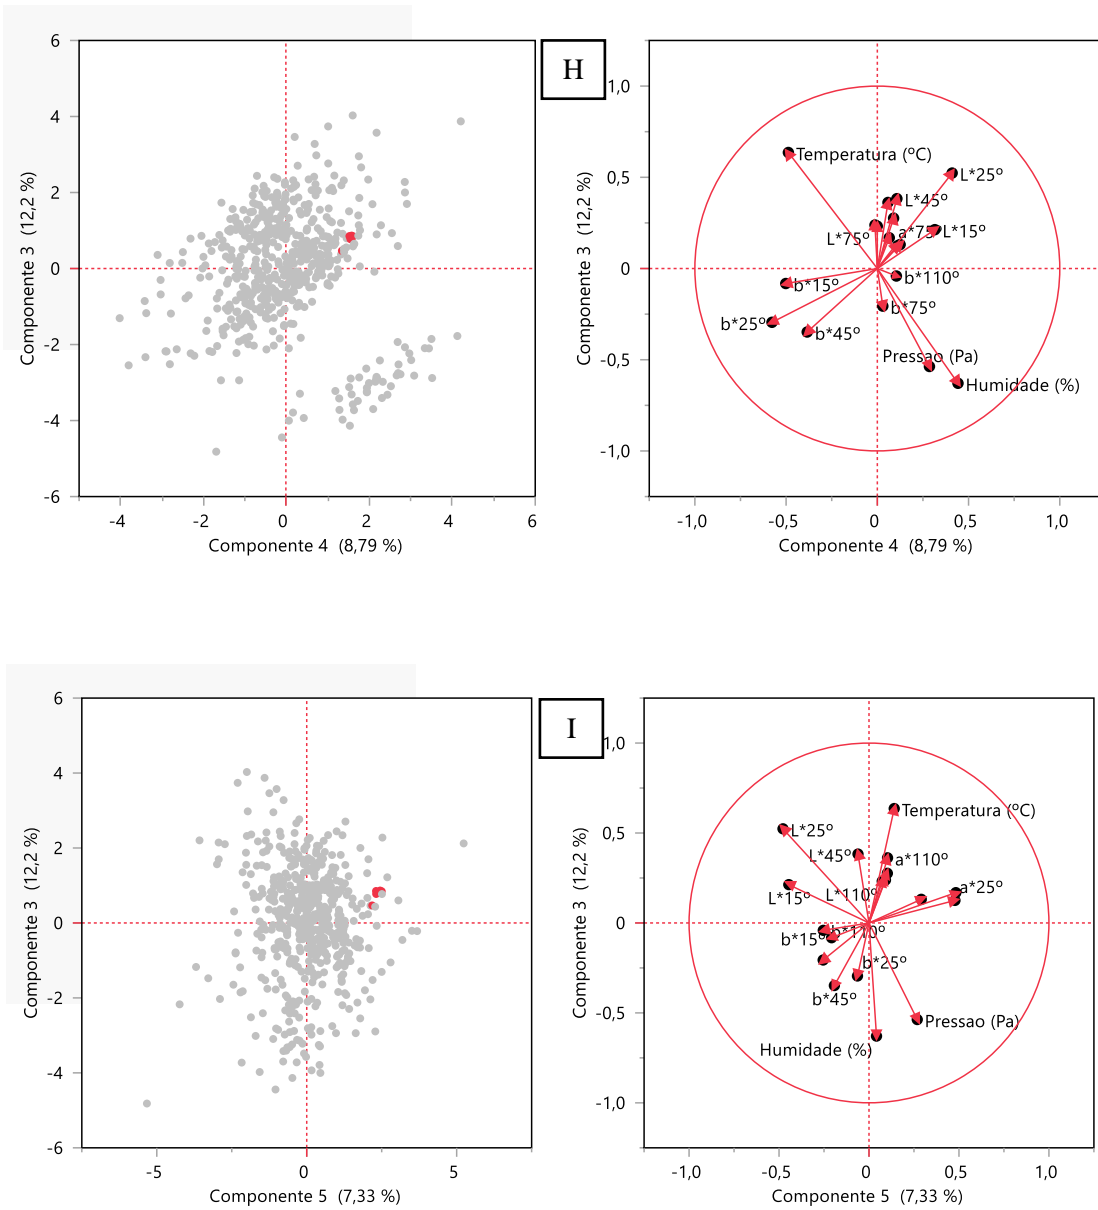 6
4
2
0
-2
-4
-6
Componente 3 (12,2 %)
-4
-2
0
2
4
6
Componente 4 (8,79 %)
H
1,0
0,5
0
-0,5
-1,0
Componente 3 (12,2 %)
Temperatura (ºC)
L*25º
L*45º
L*75º
a*75º
L*15º
b*110º
b*15º
b*75º
b*25º
b*45º
Pressao (Pa)
Humidade (%)
-1,0
-0,5
0
0,5
1,0
Componente 4 (8,79 %)
6
4
2
0
-2
-4
-6
Componente 3 (12,2 %)
-5
0
5
Componente 5 (7,33 %)
I
1,0
0,5
0
-0,5
-1,0
Componente 3 (12,2 %)
Temperatura (ºC)
L*25º
L*45º
a*110º
L*15º
L*110º
a*25º
b*15º
b*110º
b*25º
b*45º
Pressao (Pa)
Humidade (%)
-1,0
-0,5
0
0,5
1,0
Componente 5 (7,33 %)